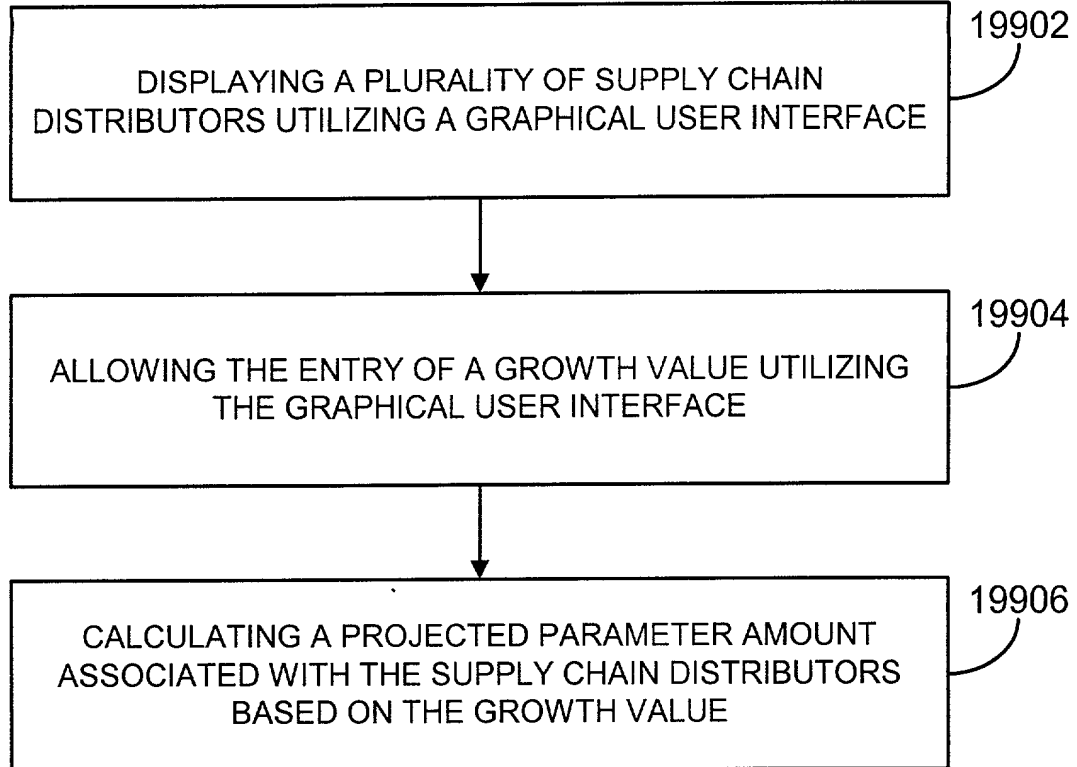 19902
DISPLAYING A PLURALITY OF SUPPLY CHAIN
DISTRIBUTORS UTILIZING A GRAPHICAL USER INTERFACE
19904
ALLOWING THE ENTRY OF A GROWTH VALUE UTILIZING
THE GRAPHICAL USER INTERFACE
19906
CALCULATING A PROJECTED PARAMETER AMOUNT
ASSOCIATED WITH THE SUPPLY CHAIN DISTRIBUTORS
BASED ON THE GROWTH VALUE